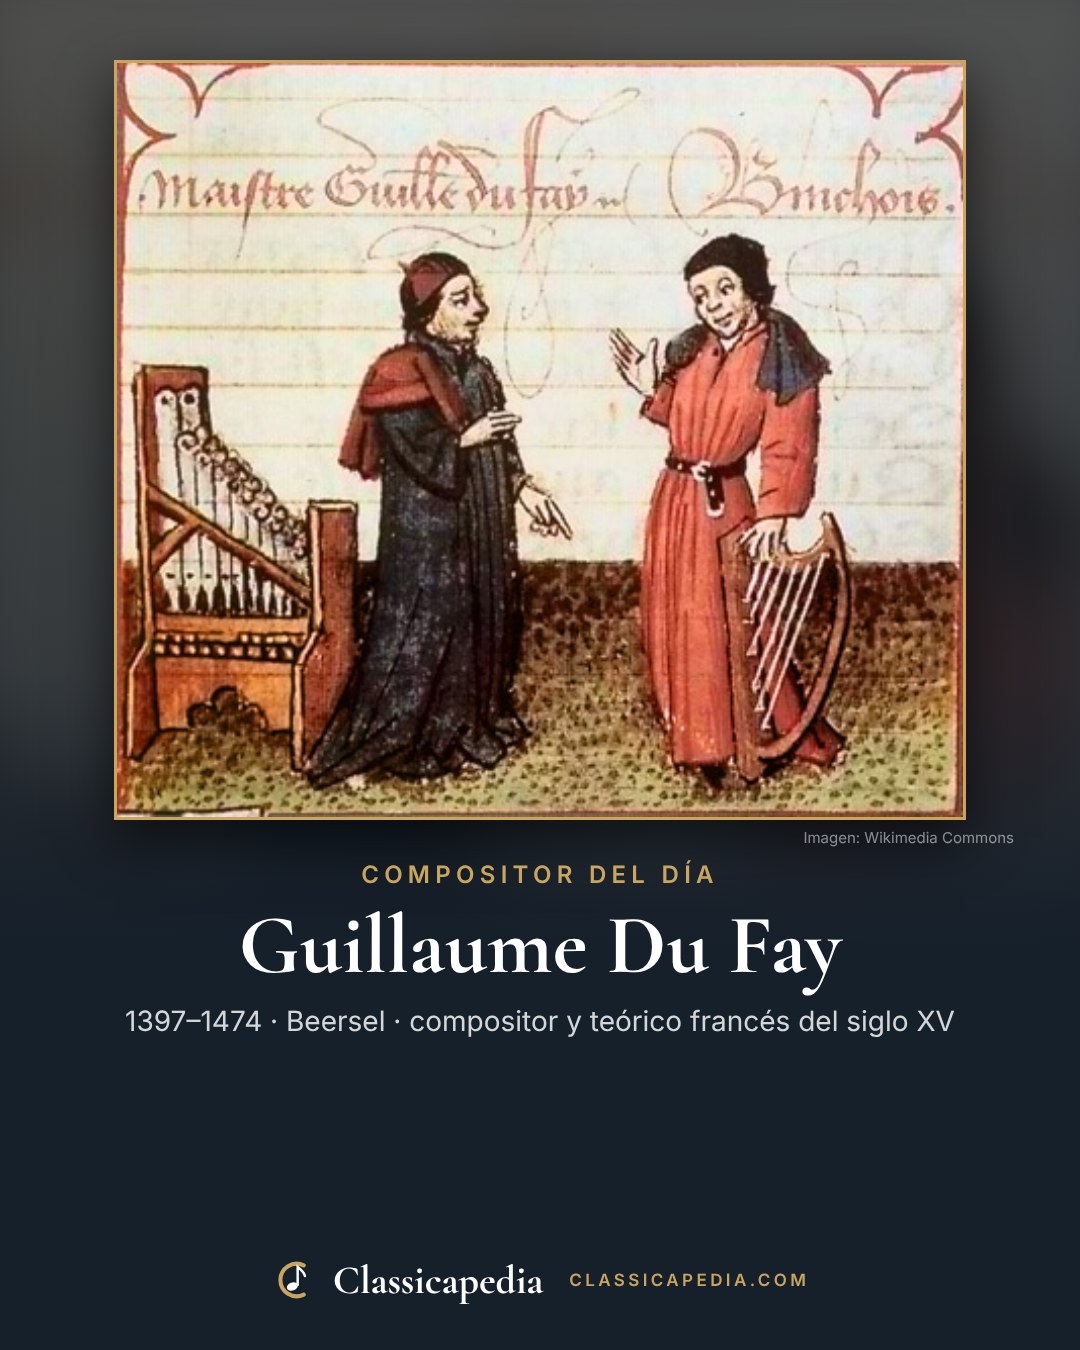 Maistre Guille du fay Binchois.
Imagen: Wikimedia Commons
COMPOSITOR DEL DÍA
Guillaume Du Fay
1397–1474 · Beersel · compositor y teórico francés del siglo XV
Classicapedia CLASSICAPEDIA.COM